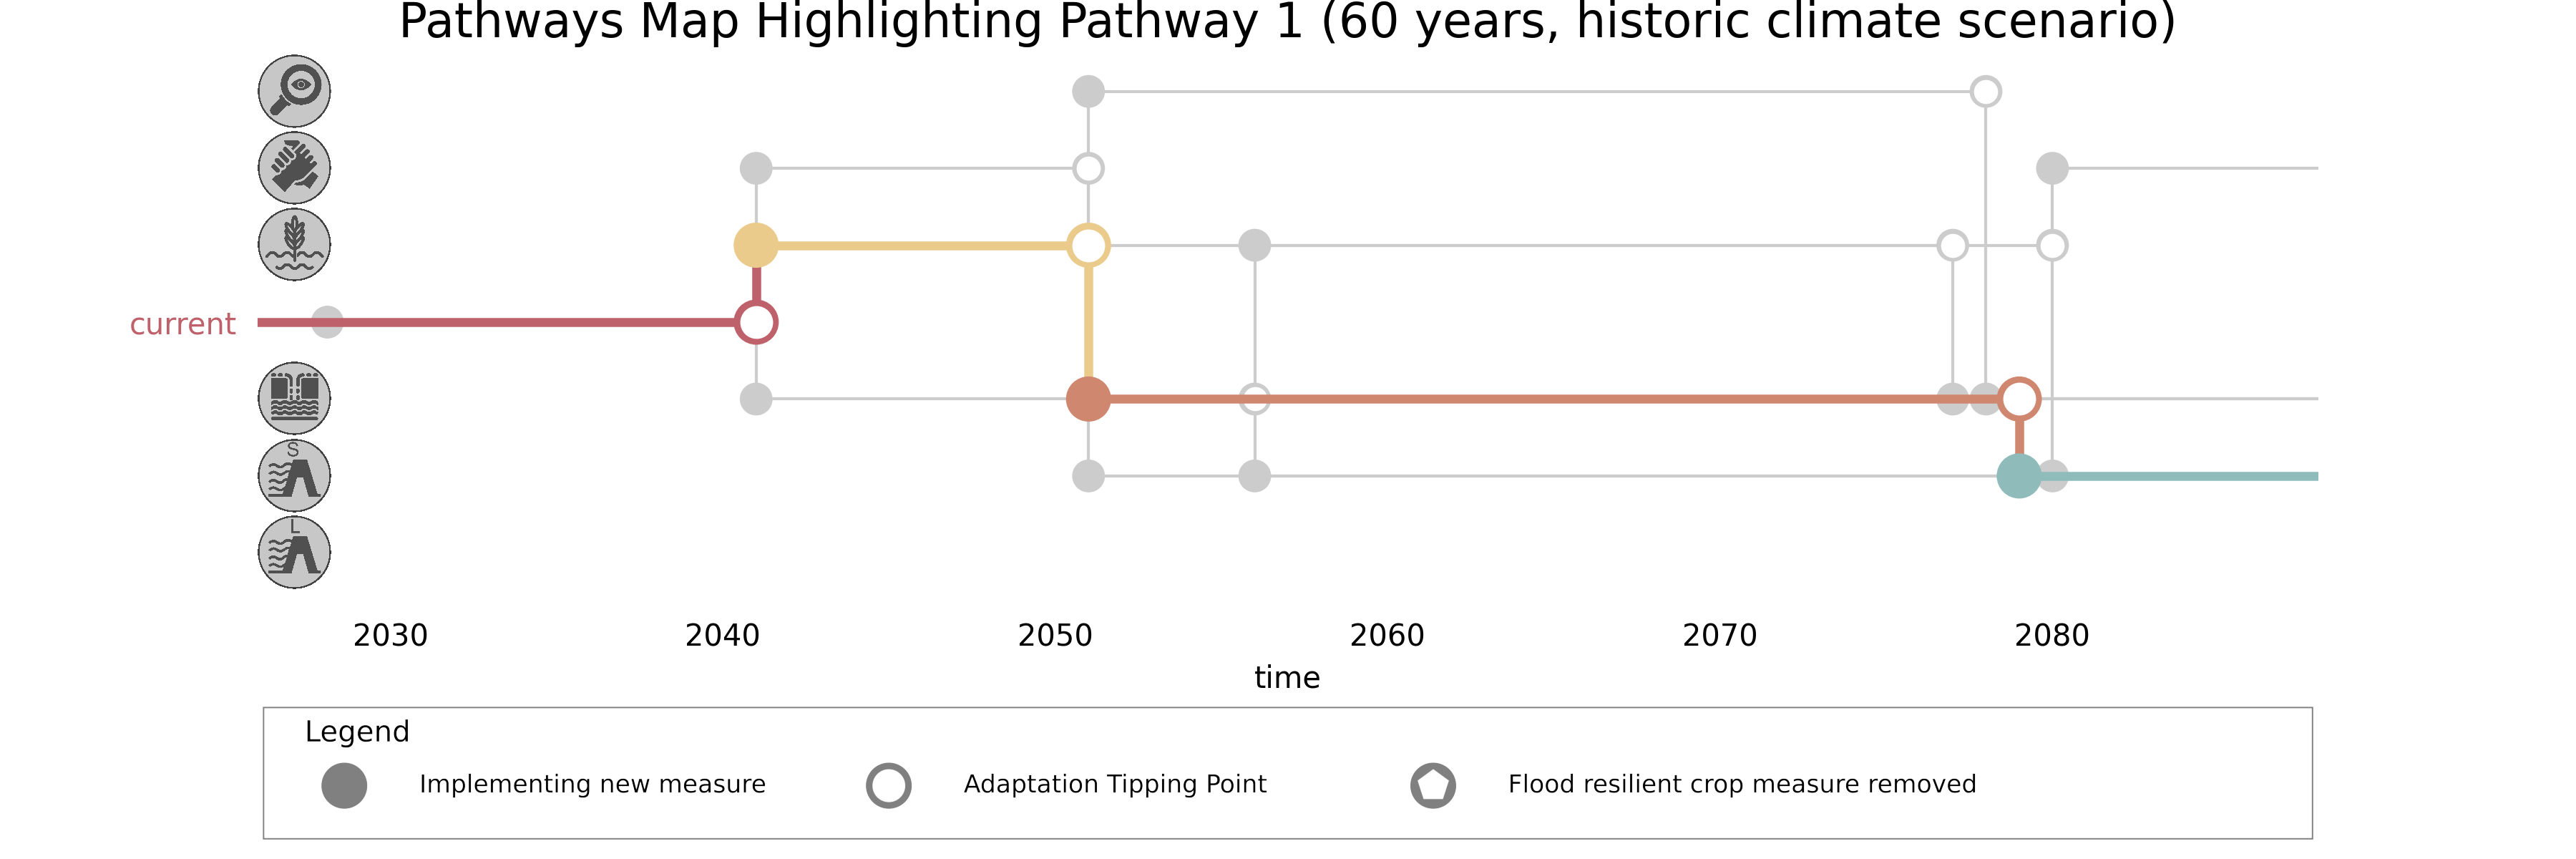 Pathways Map Highlighting Pathway 1 (60 years, historic climate scenario)
current
S
L
2030 2040 2050 2060 2070 2080
time
Legend
Implementing new measure Adaptation Tipping Point Flood resilient crop measure removed